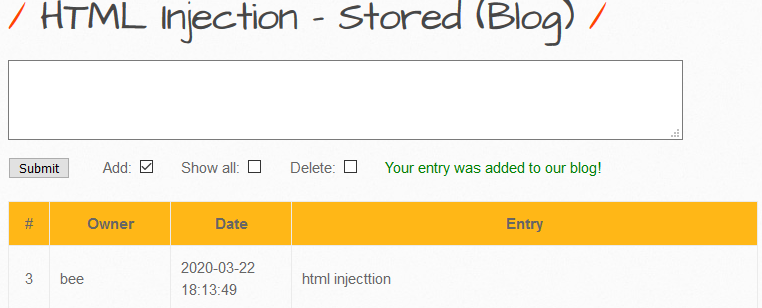 / HTML Injection - Stored (Blog) /
Submit Add: Show all: Delete: Your entry was added to our blog!
# Owner Date Entry
3 bee 2020-03-22 18:13:49 html injecttion